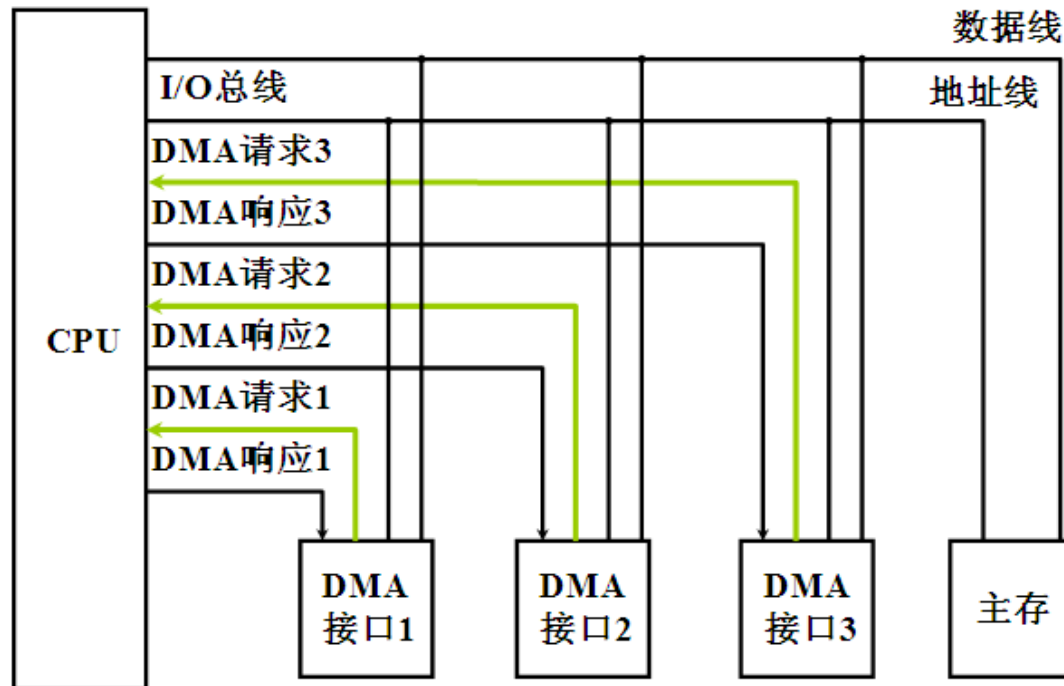 数据线
I/O总线
地址线
DMA请求3
DMA响应3
DMA请求2
CPU
DMA响应2
DMA请求1
DMA响应1
DMA
接口1
DMA
接口2
DMA
接口3
主存